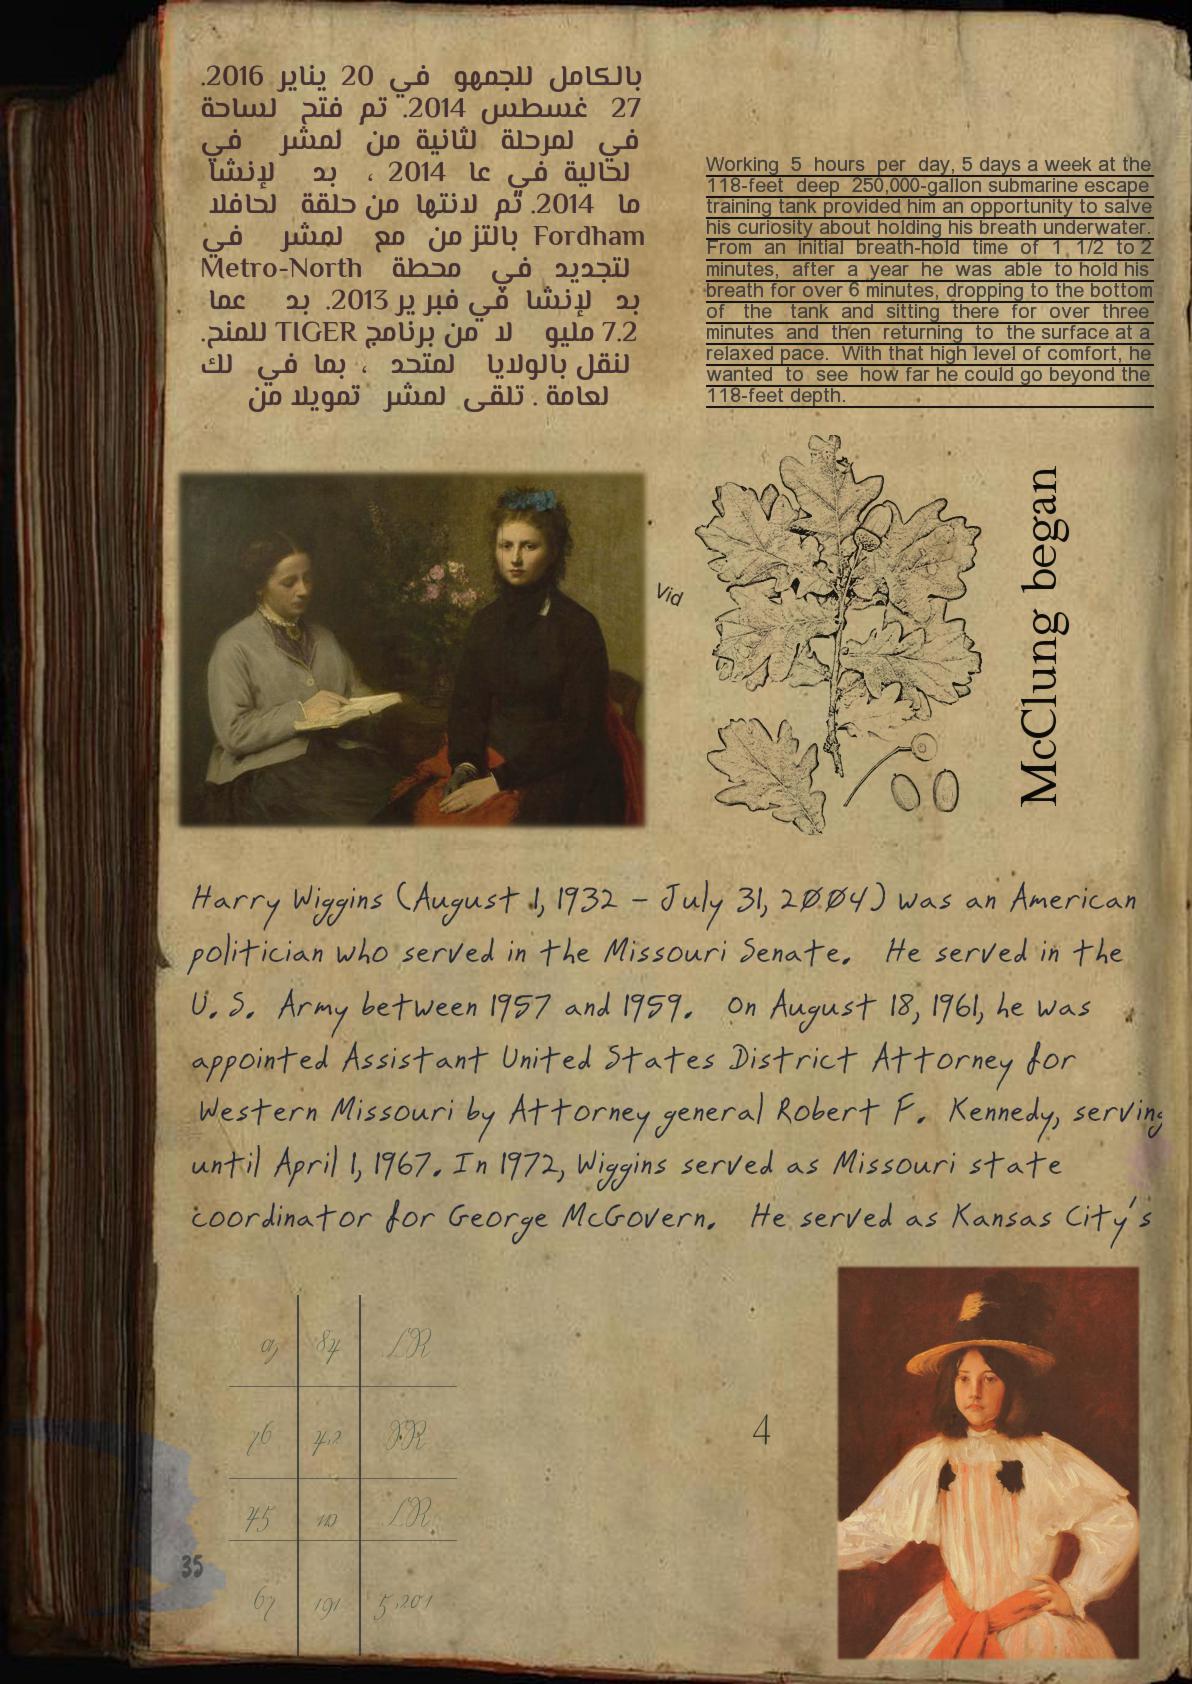 بالكامل للجمهو في 20 يناير 2016.
27 غسطس 2014. تم فتح لساحة
في لمرحلة لثانية من لمشر في
لحالية في عا 2014 ، بد لإنشا
ما 2014. تم لانتها من حلقة لحافلا
Fordham بالتز من مع لمشر في
لتجديد في محطة Metro-North
بد لإنشا في فبر ير 2013. بد عما
7.2 مليو لا من برنامج TIGER للمنح.
لنقل بالولايا لمتحد ، بما في لك
لعامة . تلقى لمشر تمويلا من
Working 5 hours per day, 5 days a week at the
118-feet deep 250,000-gallon submarine escape
training tank provided him an opportunity to salve
his curiosity about holding his breath underwater.
From an initial breath-hold time of 1 1/2 to 2
minutes, after a year he was able to hold his
breath for over 6 minutes, dropping to the bottom
of the tank and sitting there for over three
minutes and then returning to the surface at a
relaxed pace. With that high level of comfort, he
wanted to see how far he could go beyond the
118-feet depth.
Vid
McClung began
Harry Wiggins (August 1, 1932 – July 31, 2004) was an American
politician who served in the Missouri Senate. He served in the
U. S. Army between 1957 and 1959. On August 18, 1961, he was
appointed Assistant United States District Attorney for
Western Missouri by Attorney general Robert F. Kennedy, serving
until April 1, 1967. In 1972, Wiggins served as Missouri state
coordinator for George McGovern. He served as Kansas City's
84 LR
76 42
45 LR
67 191 5,201
4
35